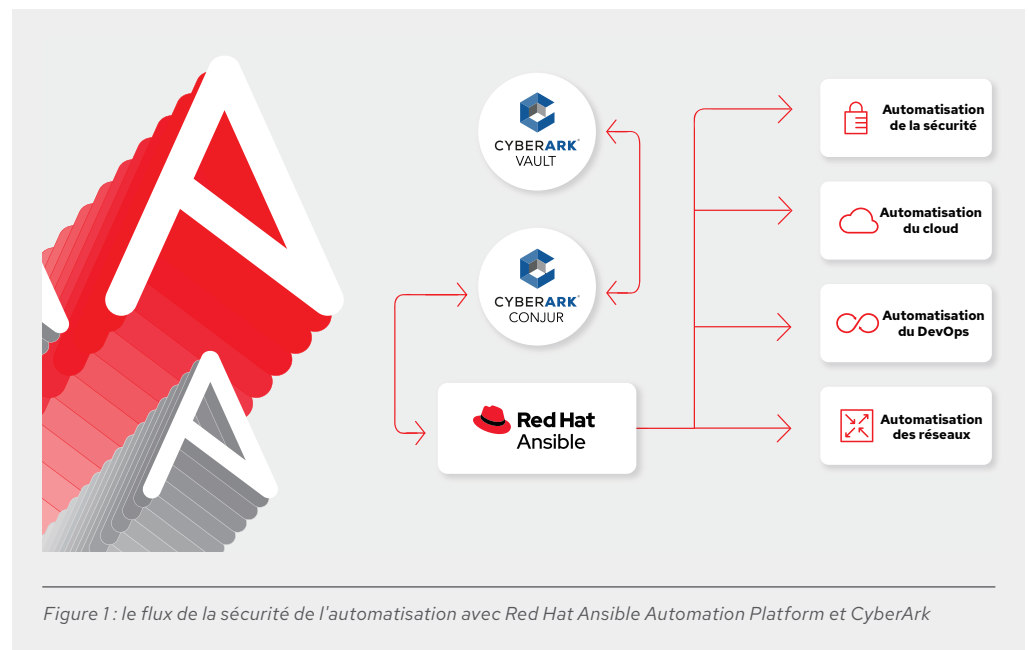 CYBERARK®
VAULT
CYBERARK®
CONJUR
Red Hat
Ansible
Automatisation
de la sécurité
Automatisation
du cloud
Automatisation
du DevOps
Automatisation
des réseaux
Figure 1 : le flux de la sécurité de l'automatisation avec Red Hat Ansible Automation Platform et CyberArk